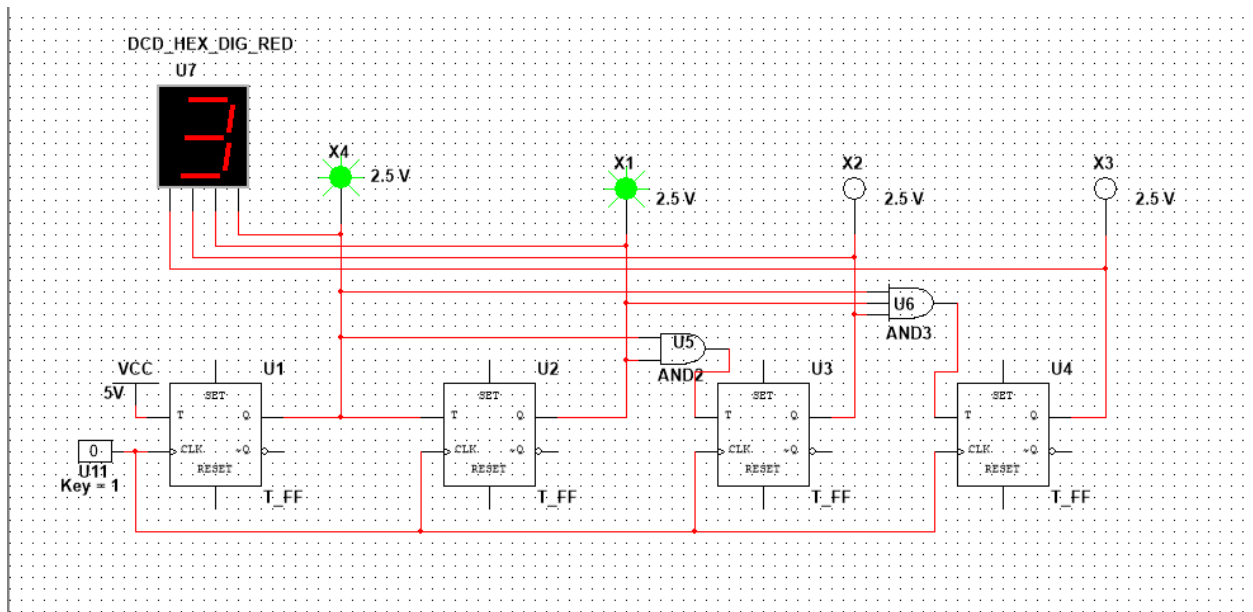 DCD_HEX_DIG_RED
U7
3
X4
2.5 V
X1
2.5 V
X2
2.5 V
X3
2.5 V
U6
AND3
U5
AND2
VCC
5V
U1
SET
T Q
CLK ~Q
RESET
T_FF
U2
SET
T Q
CLK ~Q
RESET
T_FF
U3
SET
T Q
CLK ~Q
RESET
T_FF
U4
SET
T Q
CLK ~Q
RESET
T_FF
0
U11
Key = 1